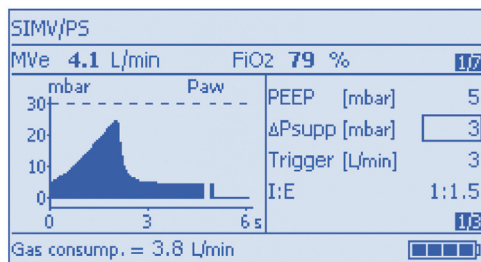 SIMV/PS
MVe 4.1 L/min FiO2 79 % 1/7
mbar Paw
30
20
10
0
0 3 6 s
PEEP [mbar] 5
ΔPsupp [mbar] 3
Trigger [L/min] 3
I:E 1:1.5
1/3
Gas consump. = 3.8 L/min